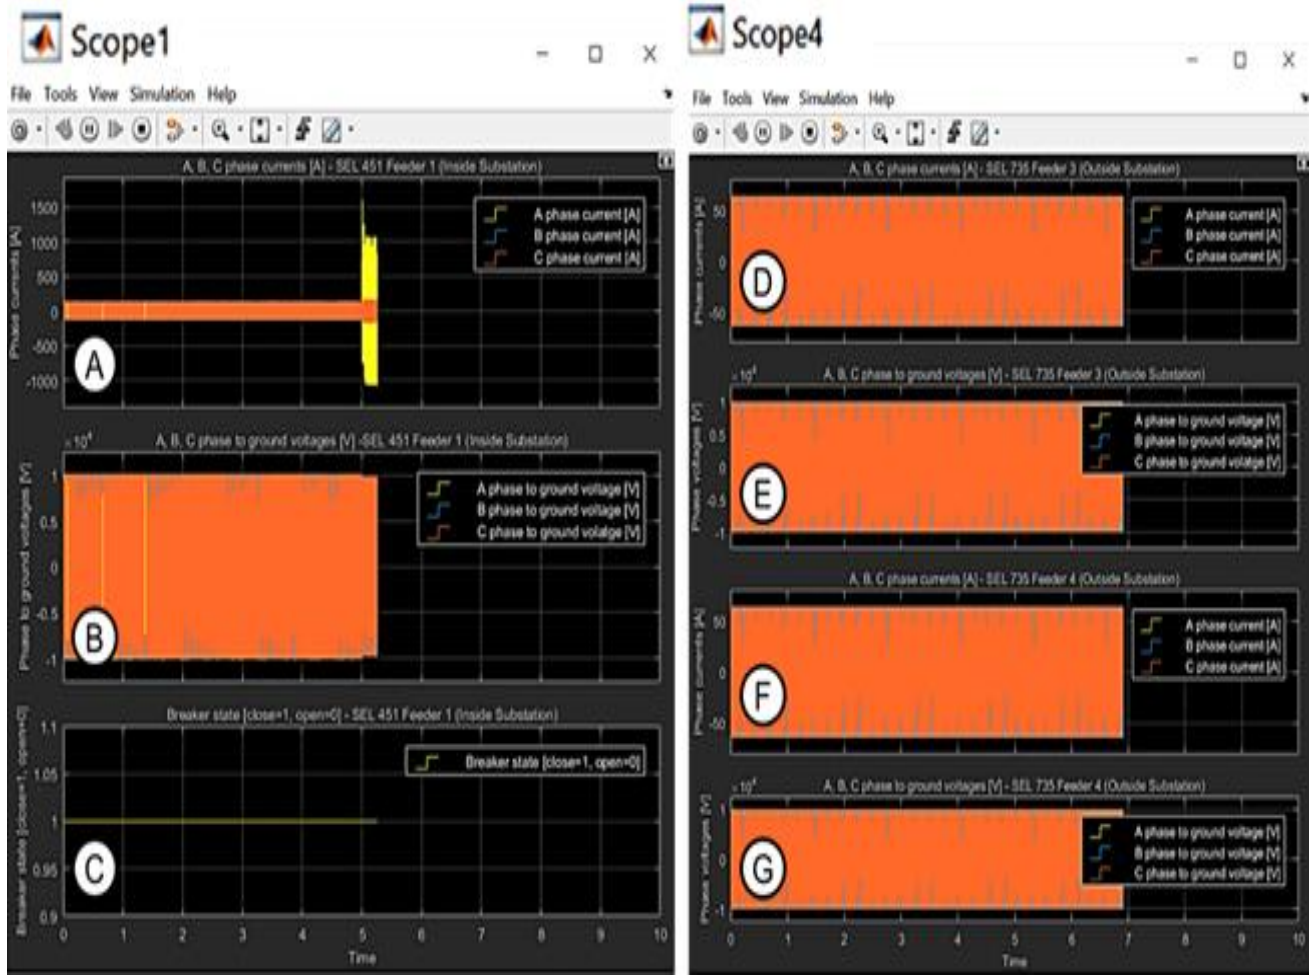 Scope1
File Tools View Simulation Help
A, B, C phase currents [A] - SEL 451 Feeder 1 (Inside Substation)
Phase currents [A]
1500
1000
500
0
-500
-1000
A phase current [A]
B phase current [A]
C phase current [A]
A
×10^4
A, B, C phase to ground voltages [V] -SEL 451 Feeder 1 (Inside Substation)
Phase to ground voltages [V]
1
0.5
0
-0.5
-1
A phase to ground voltage [V]
B phase to ground voltage [V]
C phase to ground volatge [V]
B
Breaker state [close=1, open=0] - SEL 451 Feeder 1 (Inside Substation)
Breaker state [close=1, open=0]
1.1
1.05
1
0.95
0.9
Breaker state [close=1, open=0]
C
0 1 2 3 4 5 6 7 8 9 10
Time
Scope4
File Tools View Simulation Help
A, B, C phase currents [A] - SEL 735 Feeder 3 (Outside Substation)
Phase currents [A]
50
0
-50
A phase current [A]
B phase current [A]
C phase current [A]
D
×10^4
A, B, C phase to ground voltages [V] - SEL 735 Feeder 3 (Outside Substation)
Phase voltages [V]
1
0.5
0
-0.5
-1
A phase to ground voltage [V]
B phase to ground voltage [V]
C phase to ground volatge [V]
E
A, B, C phase currents [A] - SEL 735 Feeder 4 (Outside Substation)
Phase currents [A]
50
0
-50
A phase current [A]
B phase current [A]
C phase current [A]
F
×10^4
A, B, C phase to ground voltages [V] - SEL 735 Feeder 4 (Outside Substation)
Phase voltages [V]
1
0
-1
A phase to ground voltage [V]
B phase to ground voltage [V]
C phase to ground voltage [V]
G
0 1 2 3 4 5 6 7 8 9 10
Time